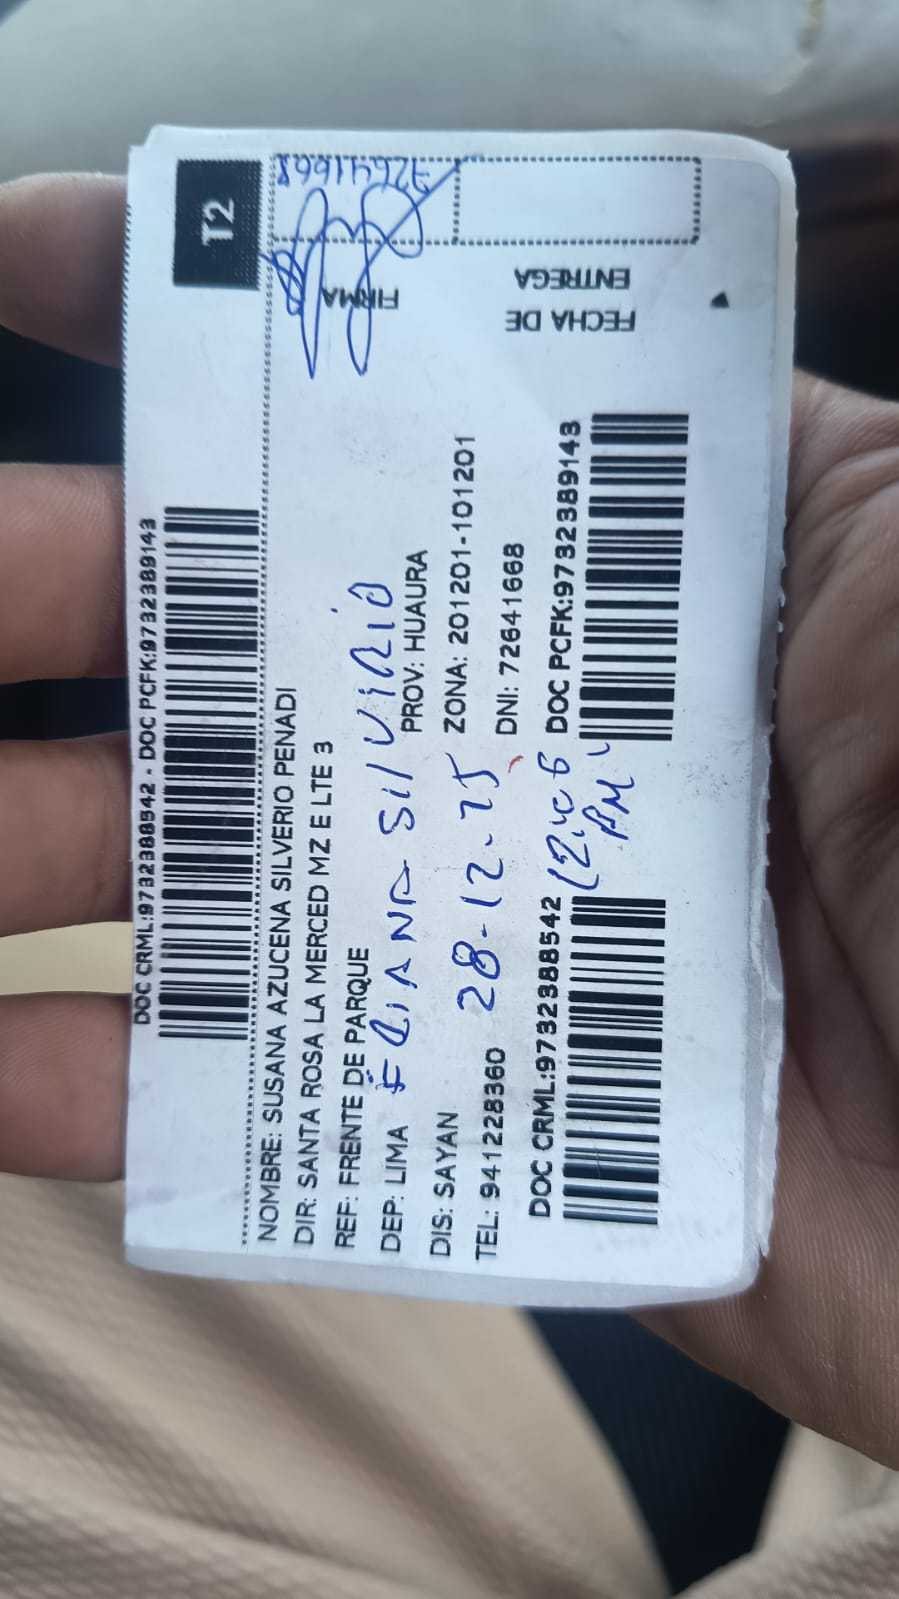 DOC CRML:9732388542 - DOC PCFK:9732389143
T2
NOMBRE: SUSANA AZUCENA SILVERIO PENADI
DIR: SANTA ROSA LA MERCED MZ E LTE 3
REF: FRENTE DE PARQUE
DEP: LIMA
PROV: HUAURA
DIS: SAYAN
28-12-25
ZONA: 201201-101201
TEL: 941228360
DNI: 72641668
DOC CRML:9732388542
PM
DOC PCFK:9732389143
72641668
FIRMA
FECHA DE
ENTREGA